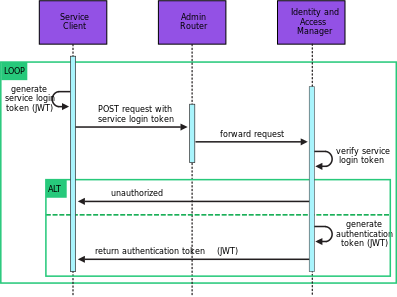 Service
Client
Admin
Router
Identity and
Access
Manager
LOOP
generate
service login
token (JWT)
POST request with
service login token
forward request
verify service
login token
ALT
unauthorized
generate
authentication
token (JWT)
return authentication token (JWT)